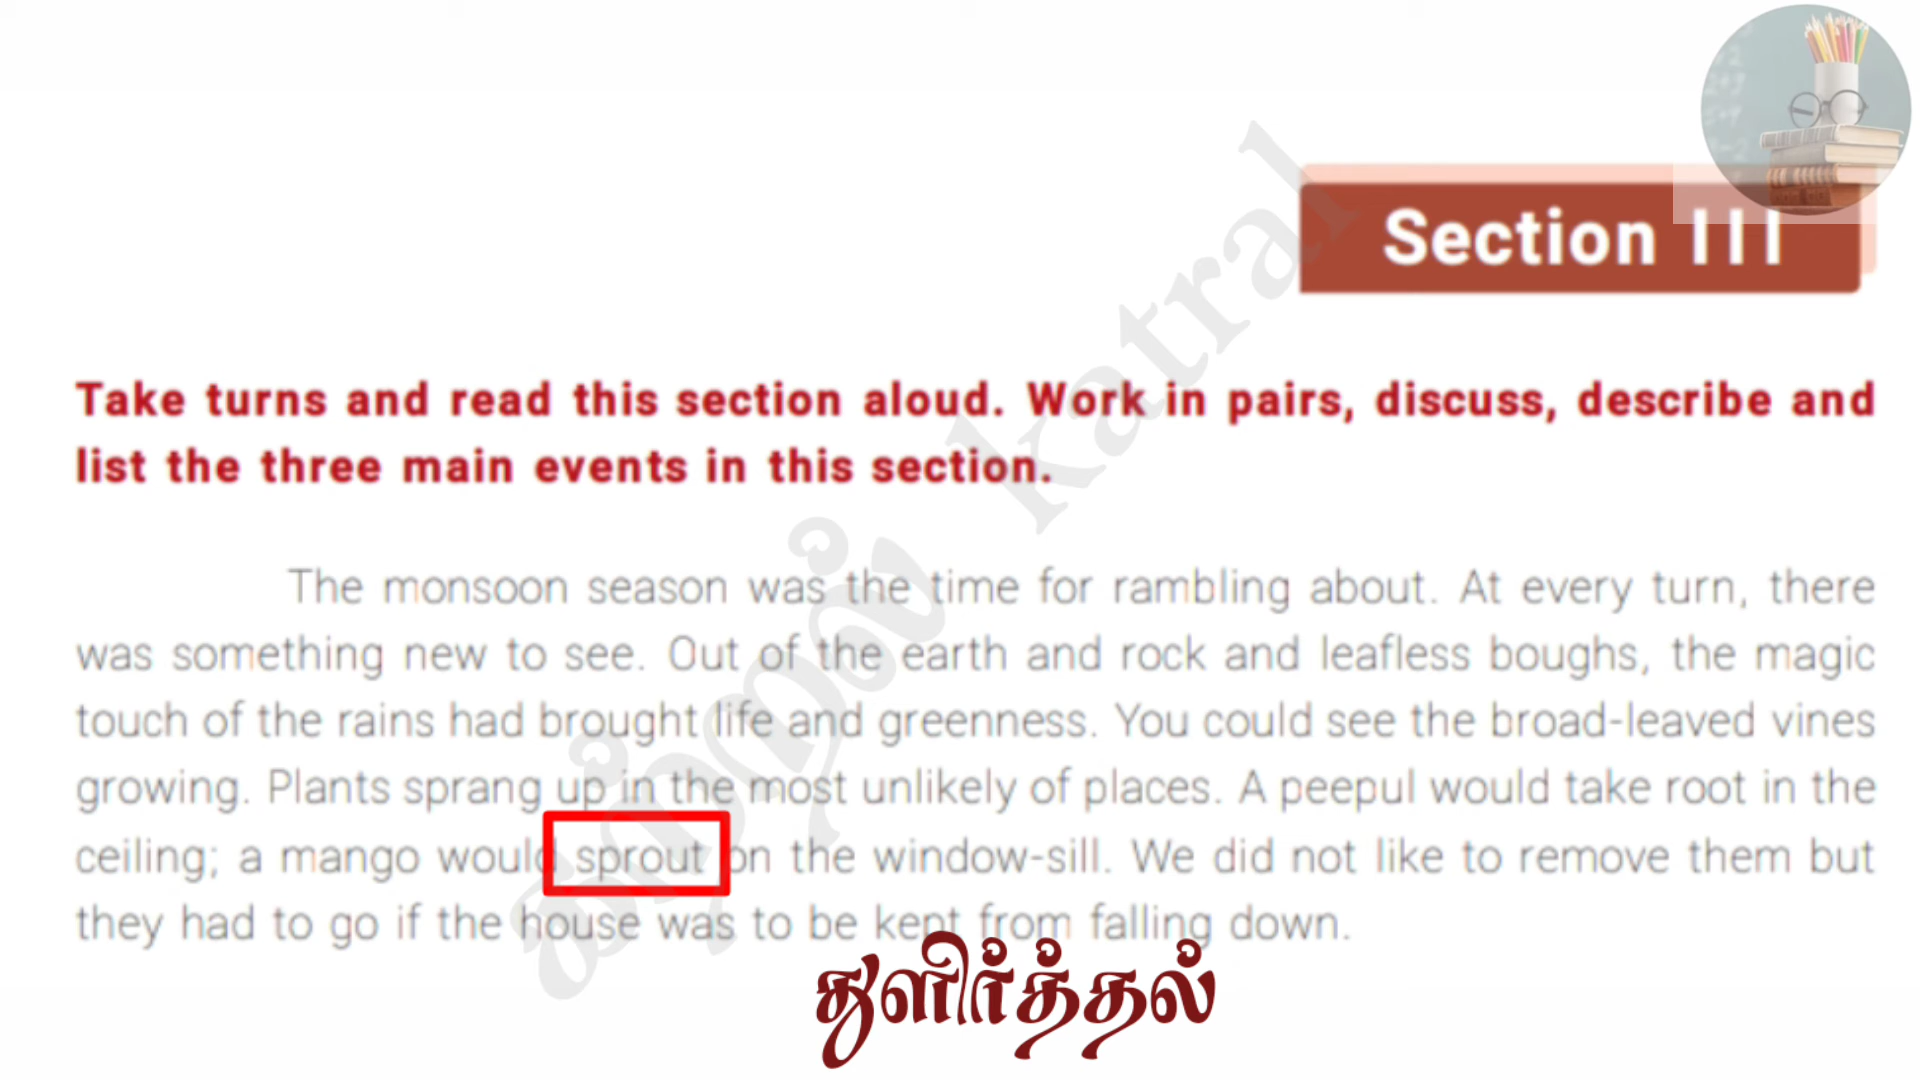 Section III
Take turns and read this section aloud. Work in pairs, discuss, describe and
list the three main events in this section.
The monsoon season was the time for rambling about. At every turn, there
was something new to see. Out of the earth and rock and leafless boughs, the magic
touch of the rains had brought life and greenness. You could see the broad-leaved vines
growing. Plants sprang up in the most unlikely of places. A peepul would take root in the
ceiling; a mango would sprout on the window-sill. We did not like to remove them but
they had to go if the house was to be kept from falling down.
துளிர்த்தல்
கற்றல் katral